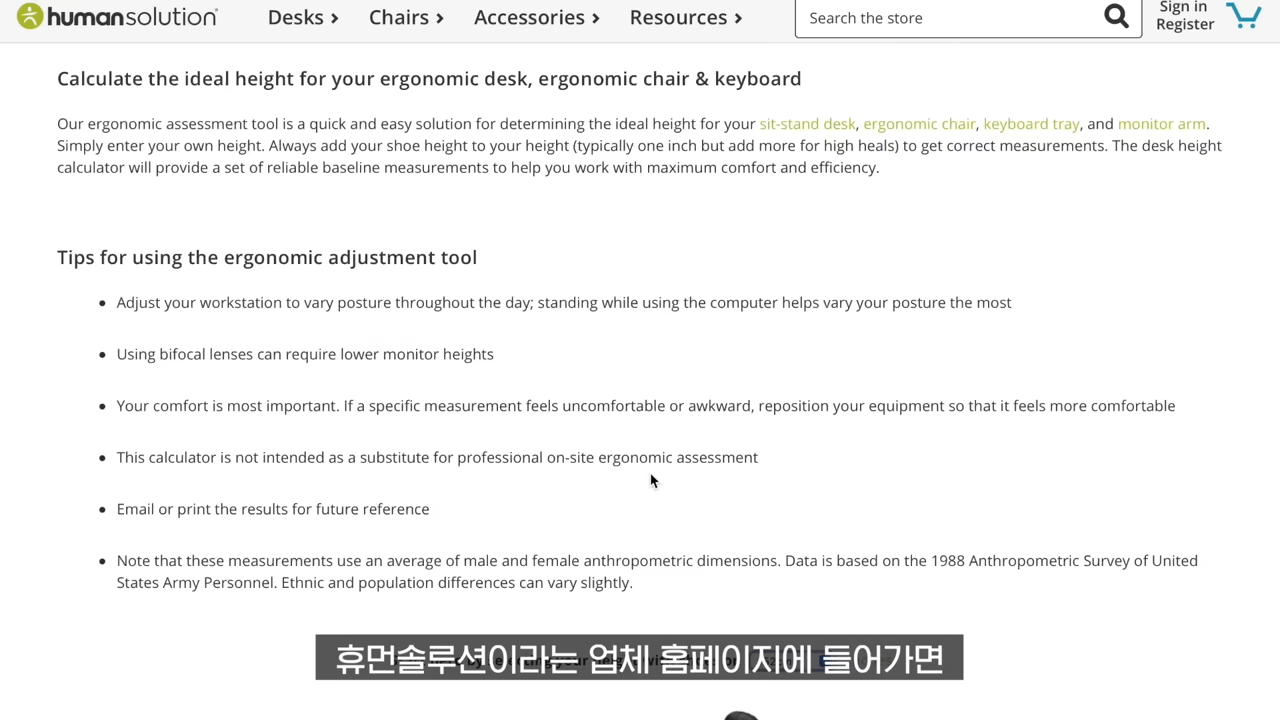 humansolution
Desks
Chairs
Accessories
Resources
Search the store
Sign in
Register
Calculate the ideal height for your ergonomic desk, ergonomic chair & keyboard
Our ergonomic assessment tool is a quick and easy solution for determining the ideal height for your sit-stand desk, ergonomic chair, keyboard tray, and monitor arm.
Simply enter your own height. Always add your shoe height to your height (typically one inch but add more for high heals) to get correct measurements. The desk height
calculator will provide a set of reliable baseline measurements to help you work with maximum comfort and efficiency.
Tips for using the ergonomic adjustment tool
• Adjust your workstation to vary posture throughout the day; standing while using the computer helps vary your posture the most
• Using bifocal lenses can require lower monitor heights
• Your comfort is most important. If a specific measurement feels uncomfortable or awkward, reposition your equipment so that it feels more comfortable
• This calculator is not intended as a substitute for professional on-site ergonomic assessment
• Email or print the results for future reference
• Note that these measurements use an average of male and female anthropometric dimensions. Data is based on the 1988 Anthropometric Survey of United
States Army Personnel. Ethnic and population differences can vary slightly.
휴먼솔루션이라는 업체 홈페이지에 들어가면